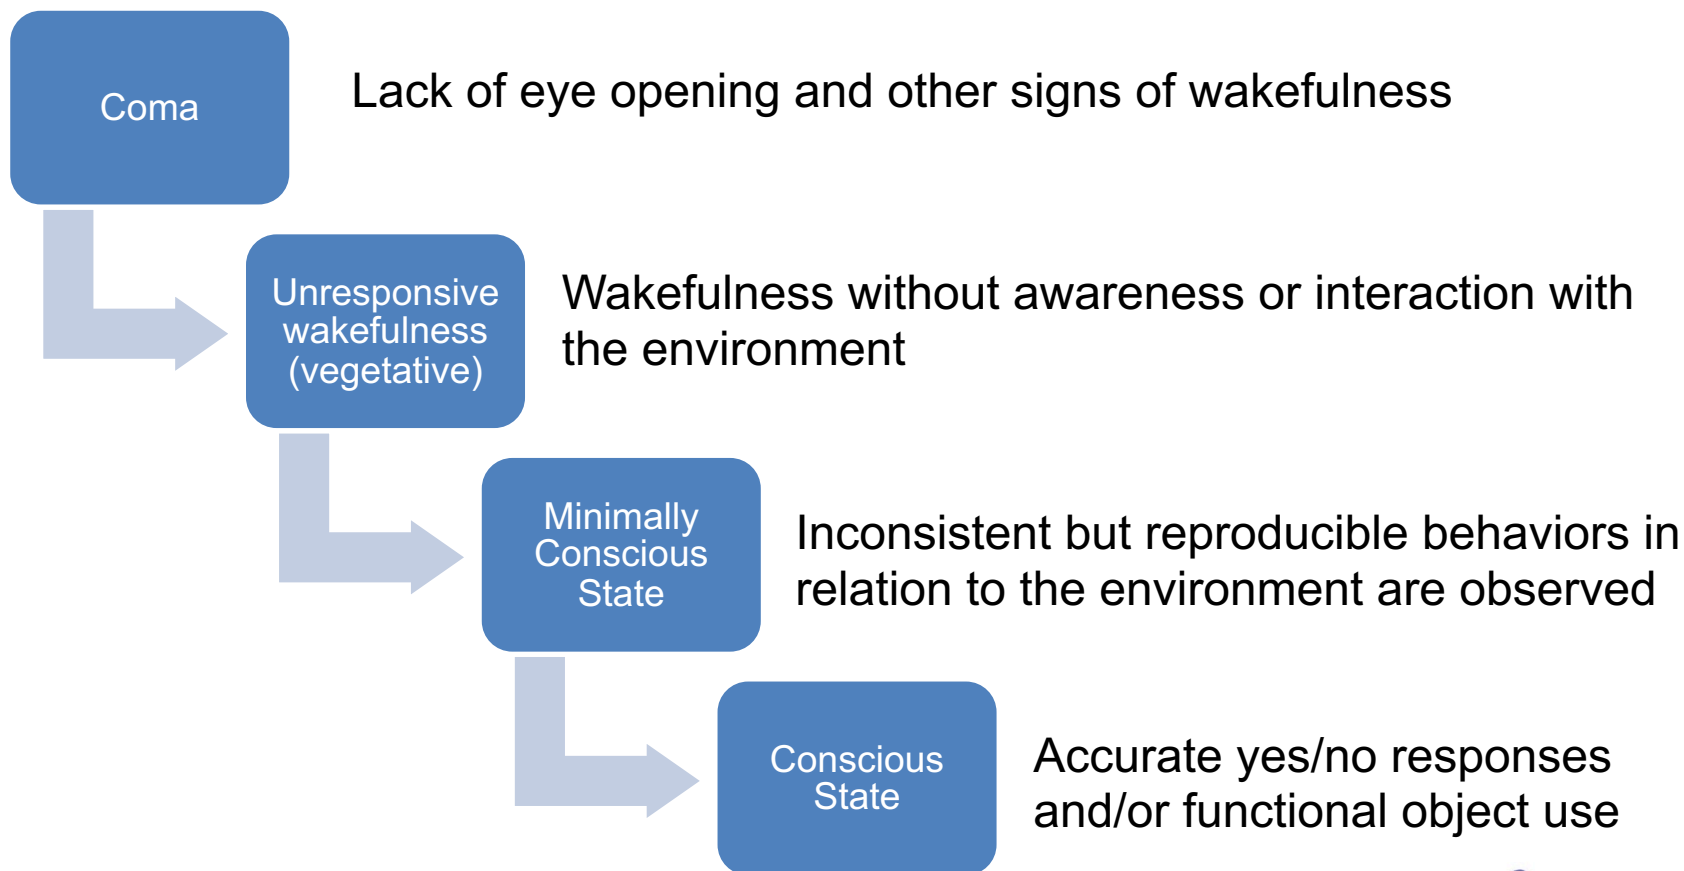 Coma
Lack of eye opening and other signs of wakefulness
Unresponsive
wakefulness
(vegetative)
Wakefulness without awareness or interaction with
the environment
Minimally
Conscious
State
Inconsistent but reproducible behaviors in
relation to the environment are observed
Conscious
State
Accurate yes/no responses
and/or functional object use